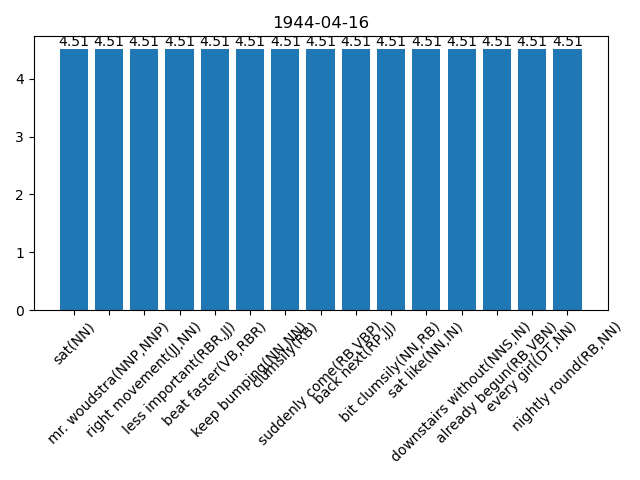 1944-04-16
4.51 4.51 4.51 4.51 4.51 4.51 4.51 4.51 4.51 4.51 4.51 4.51 4.51 4.51 4.51
4
3
2
1
0
sat(NN)
mr. woudstra(NNP,NNP)
right movement(JJ,NN)
less important(RBR,JJ)
beat faster(VB,RBR)
keep bumping(NN,NN)
clumsily(RB)
suddenly come(RB,VBP)
back next(RP,JJ)
bit clumsily(NN,RB)
sat like(NN,IN)
downstairs without(NNS,IN)
already begun(RB,VBN)
every girl(DT,NN)
nightly round(RB,NN)